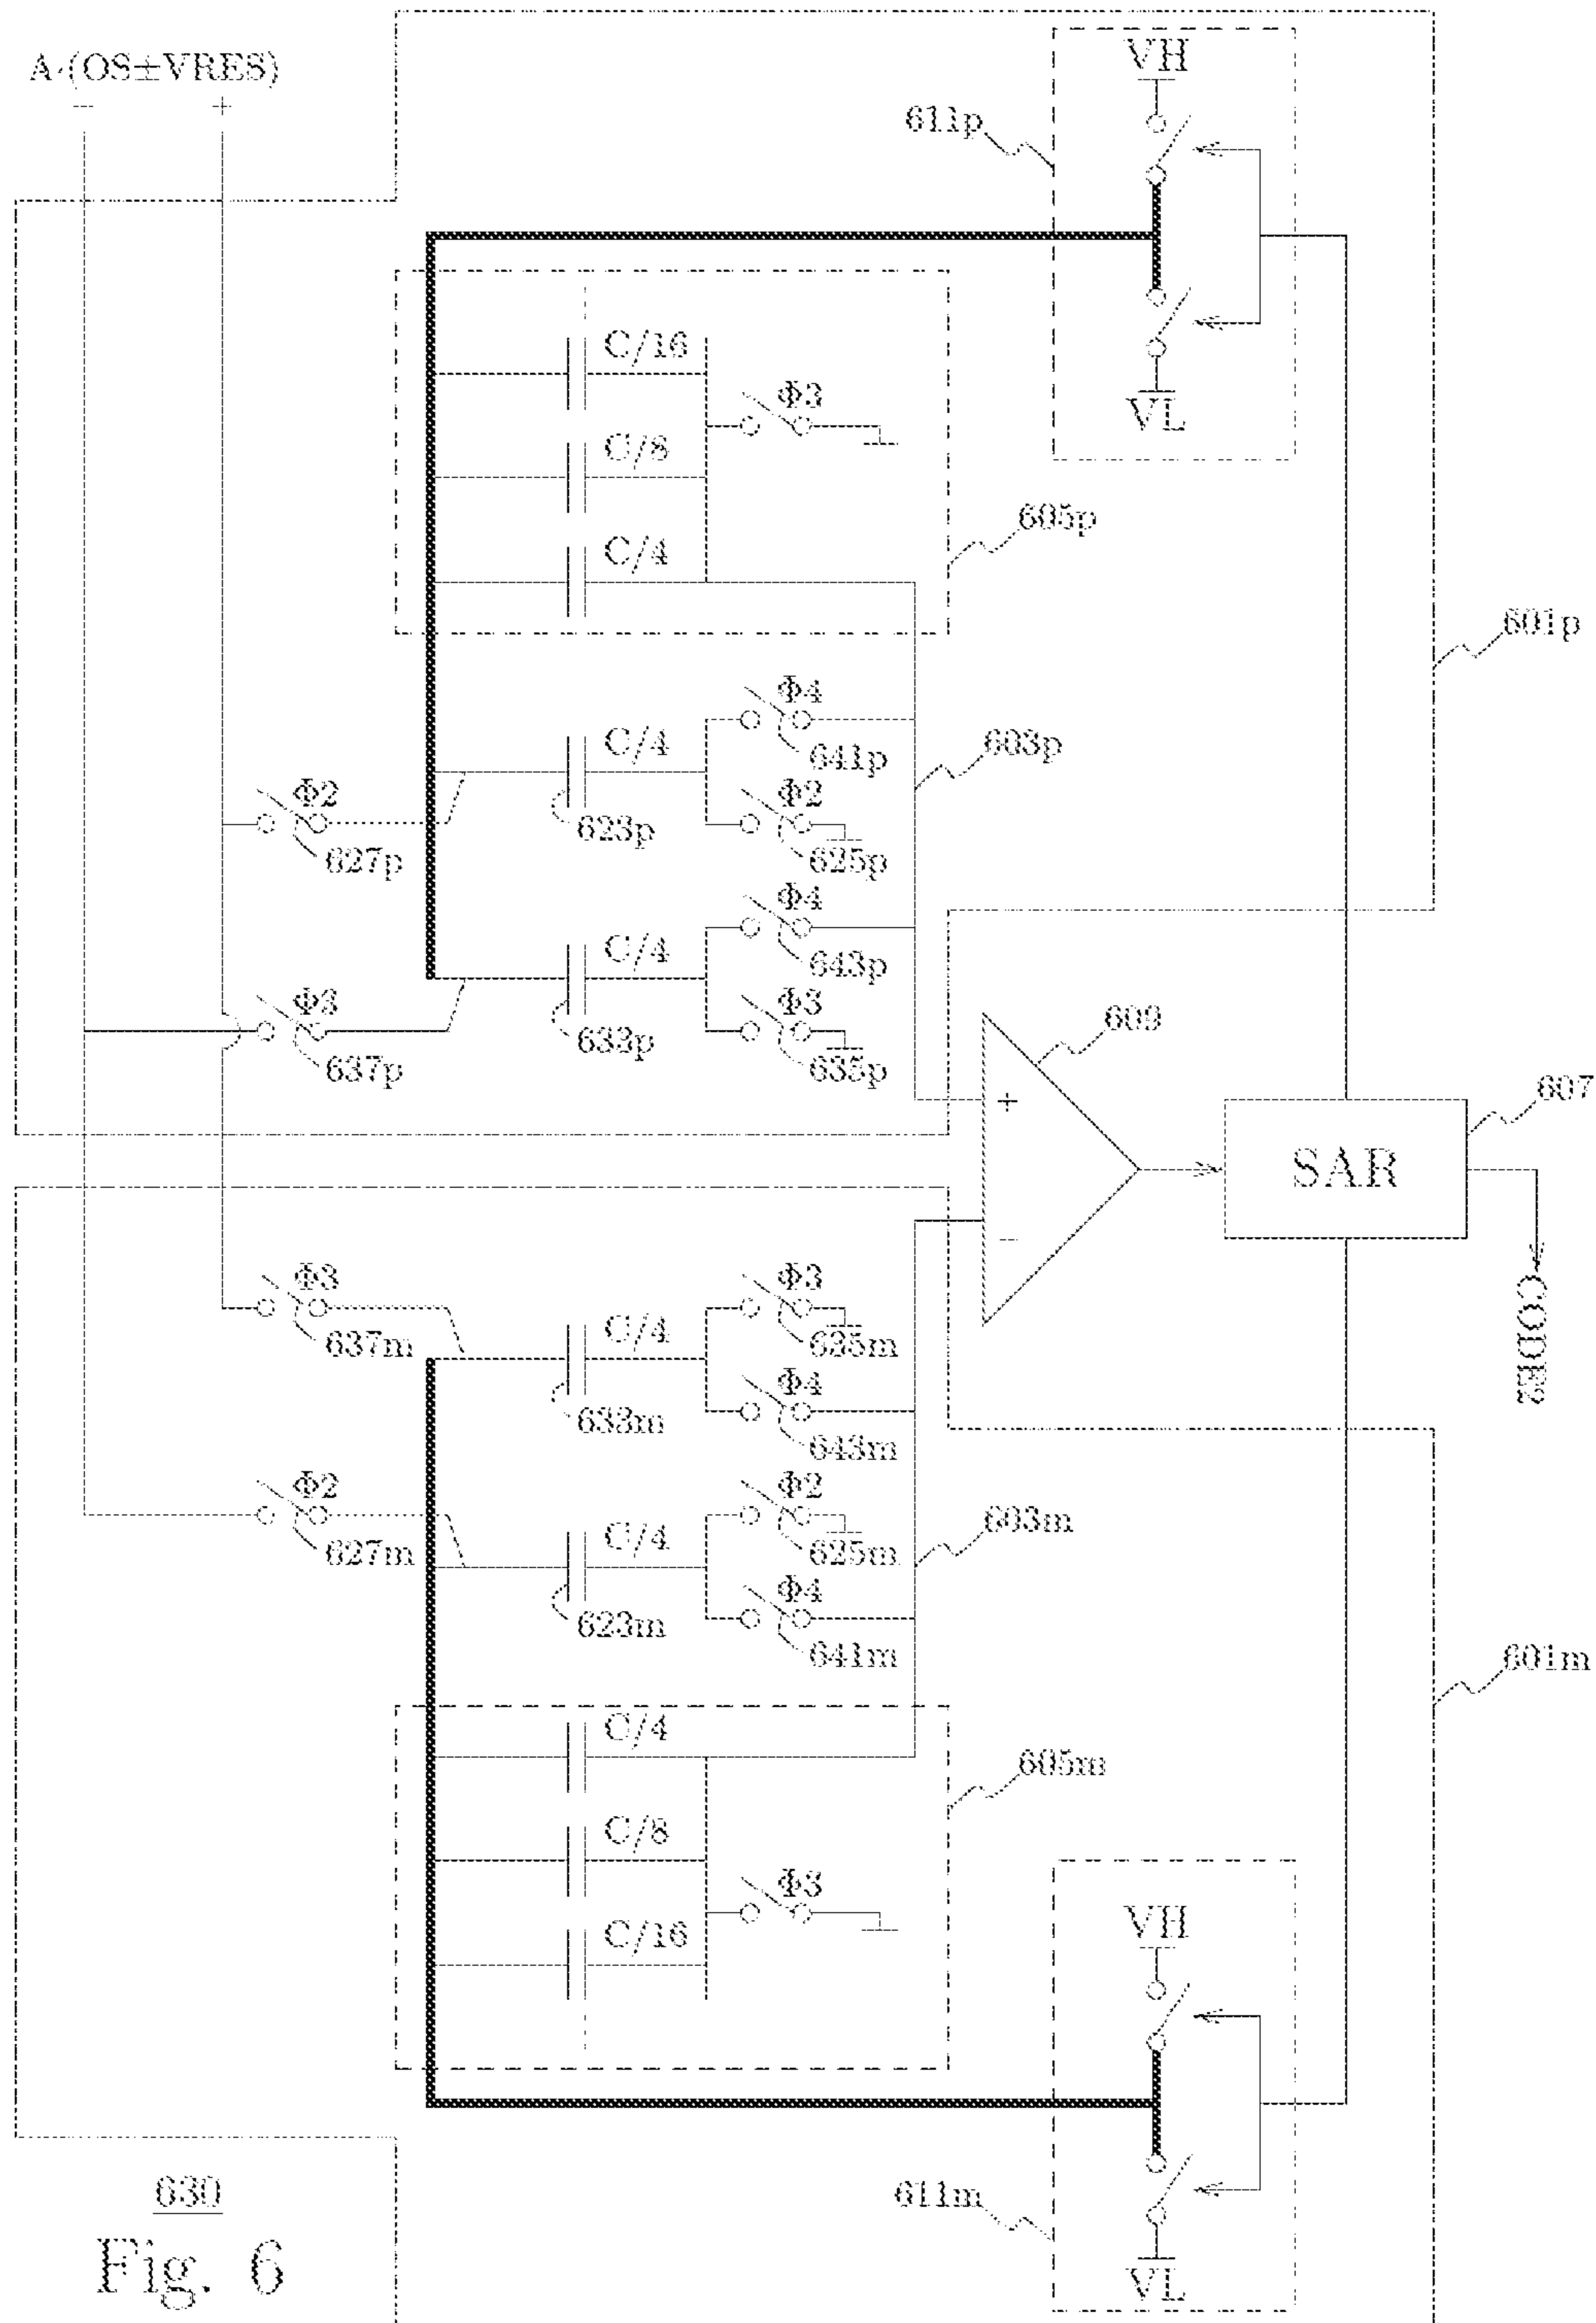 A·(OS±VRES)
− +
VH
611p
VL
C/16
Φ3
C/8
C/4
605p
601p
Φ4
C/4
641p
603p
Φ2
Φ2
627p
623p
625p
Φ4
C/4
643p
Φ3
Φ3
637p
633p
635p
609
+
607
SAR
−
CODE2
Φ3
Φ3
637m
C/4
635m
633m
Φ4
643m
Φ2
Φ2
627m
C/4
625m
603m
623m
Φ4
641m
601m
C/4
605m
C/8
Φ3
C/16
VH
611m
VL
630
Fig. 6